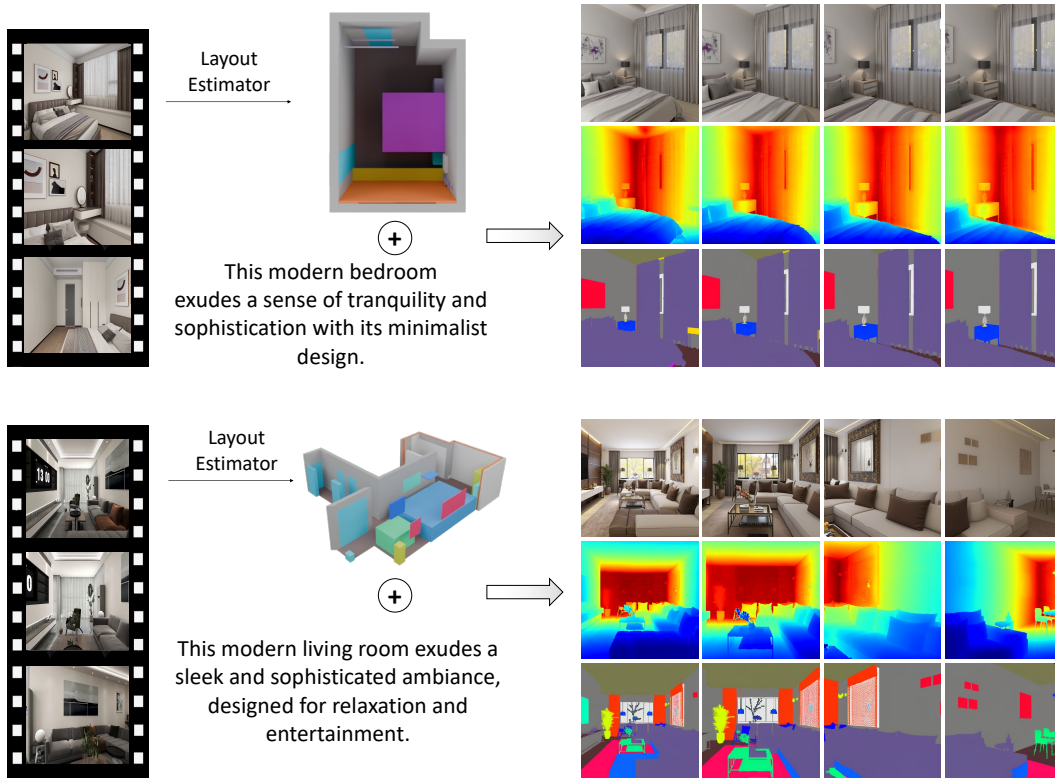 Layout
Estimator
+
This modern bedroom
exudes a sense of tranquility and
sophistication with its minimalist
design.
Layout
Estimator
+
This modern living room exudes a
sleek and sophisticated ambiance,
designed for relaxation and
entertainment.